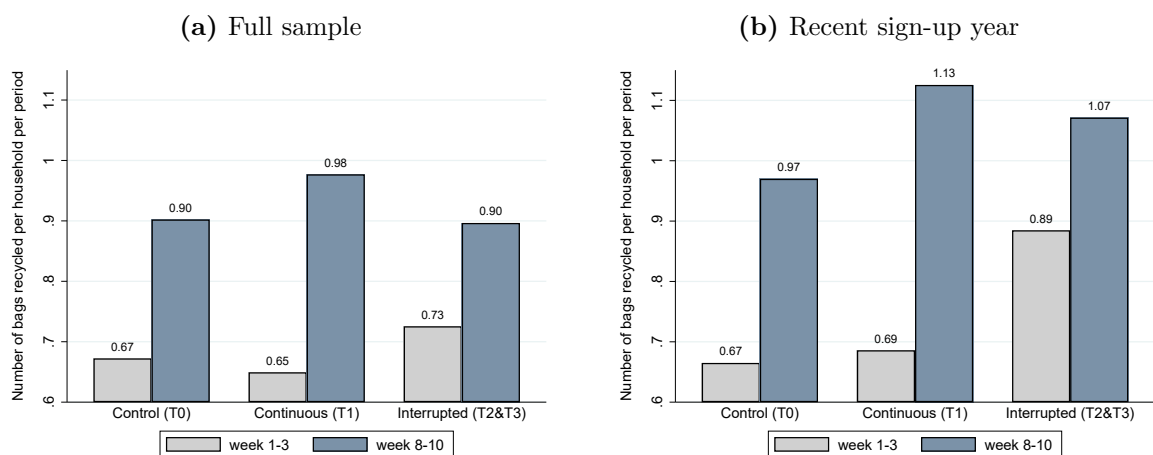 (a) Full sample
Number of bags recycled per household per period
1.1
1
.9
.8
.7
.6
0.67
0.90
0.65
0.98
0.73
0.90
Control (T0)
Continuous (T1)
Interrupted (T2&T3)
week 1-3
week 8-10
(b) Recent sign-up year
Number of bags recycled per household per period
1.1
1
.9
.8
.7
.6
0.67
0.97
0.69
1.13
0.89
1.07
Control (T0)
Continuous (T1)
Interrupted (T2&T3)
week 1-3
week 8-10